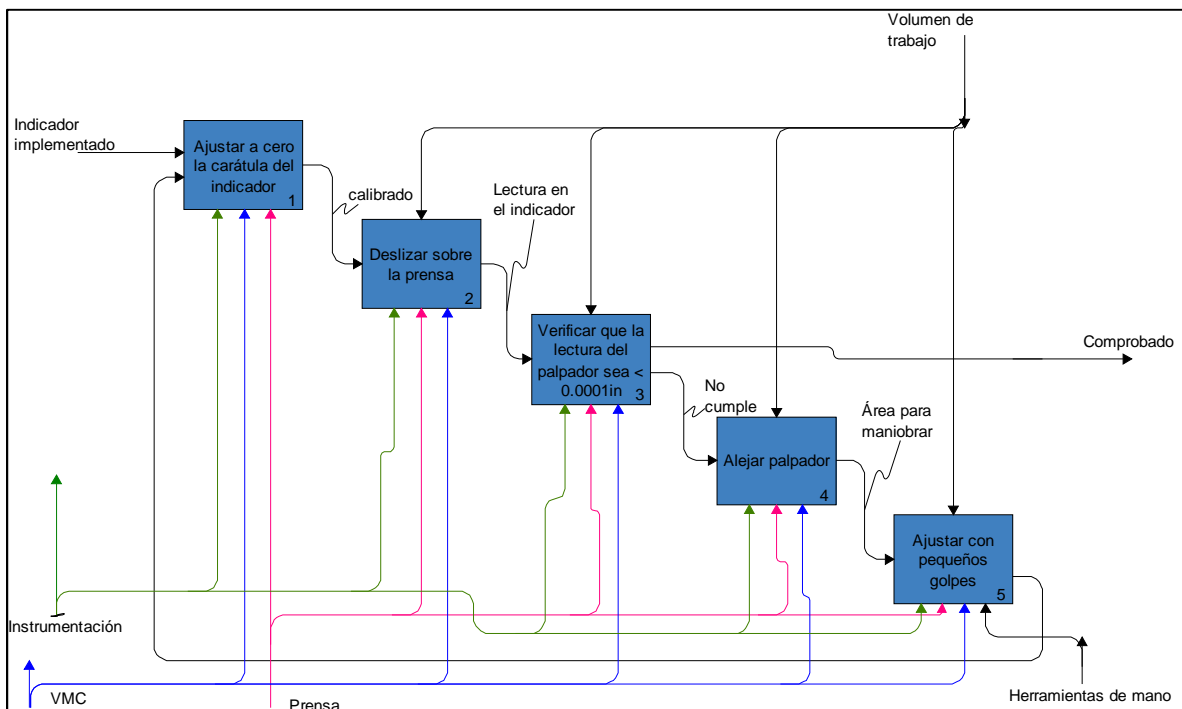 Volumen de
trabajo
Indicador
implementado
Ajustar a cero
la carátula del
indicador
1
calibrado
Lectura en
el indicador
Deslizar sobre
la prensa
2
Verificar que la
lectura del
palpador sea <
0.0001in
3
Comprobado
No
cumple
Área para
maniobrar
Alejar palpador
4
Ajustar con
pequeños
golpes
5
Instrumentación
VMC
Prensa
Herramientas de mano